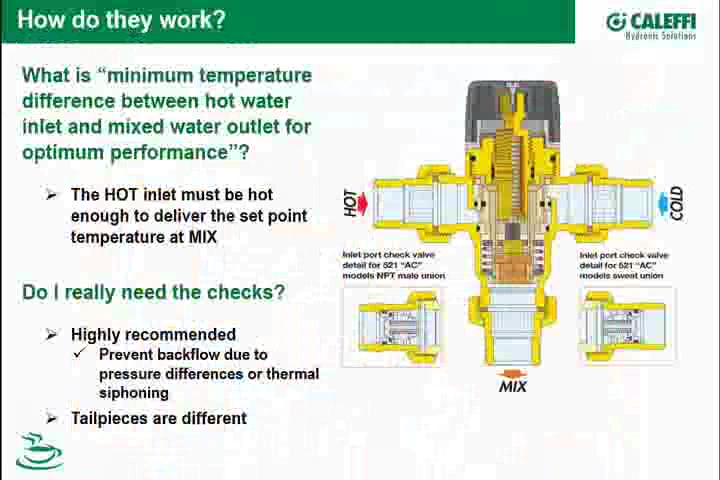 How do they work?
CALEFFI
Hydronic Solutions
What is “minimum temperature
difference between hot water
inlet and mixed water outlet for
optimum performance”?
The HOT inlet must be hot
enough to deliver the set point
temperature at MIX
Do I really need the checks?
Highly recommended
Prevent backflow due to
pressure differences or thermal
siphoning
Tailpieces are different
HOT
COLD
Inlet port check valve
detail for 521 "AC"
models NPT male union
Inlet port check valve
detail for 521 "AC"
models sweat union
MIX